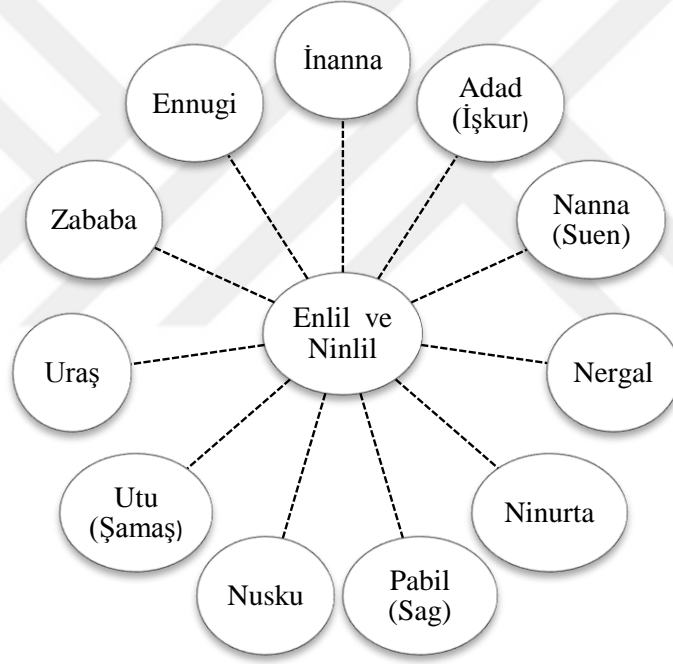 İnanna
Adad
(İşkur)
Nanna
(Suen)
Nergal
Ninurta
Pabil
(Sag)
Nusku
Utu
(Şamaş)
Uraş
Zababa
Ennugi
Enlil ve
Ninlil